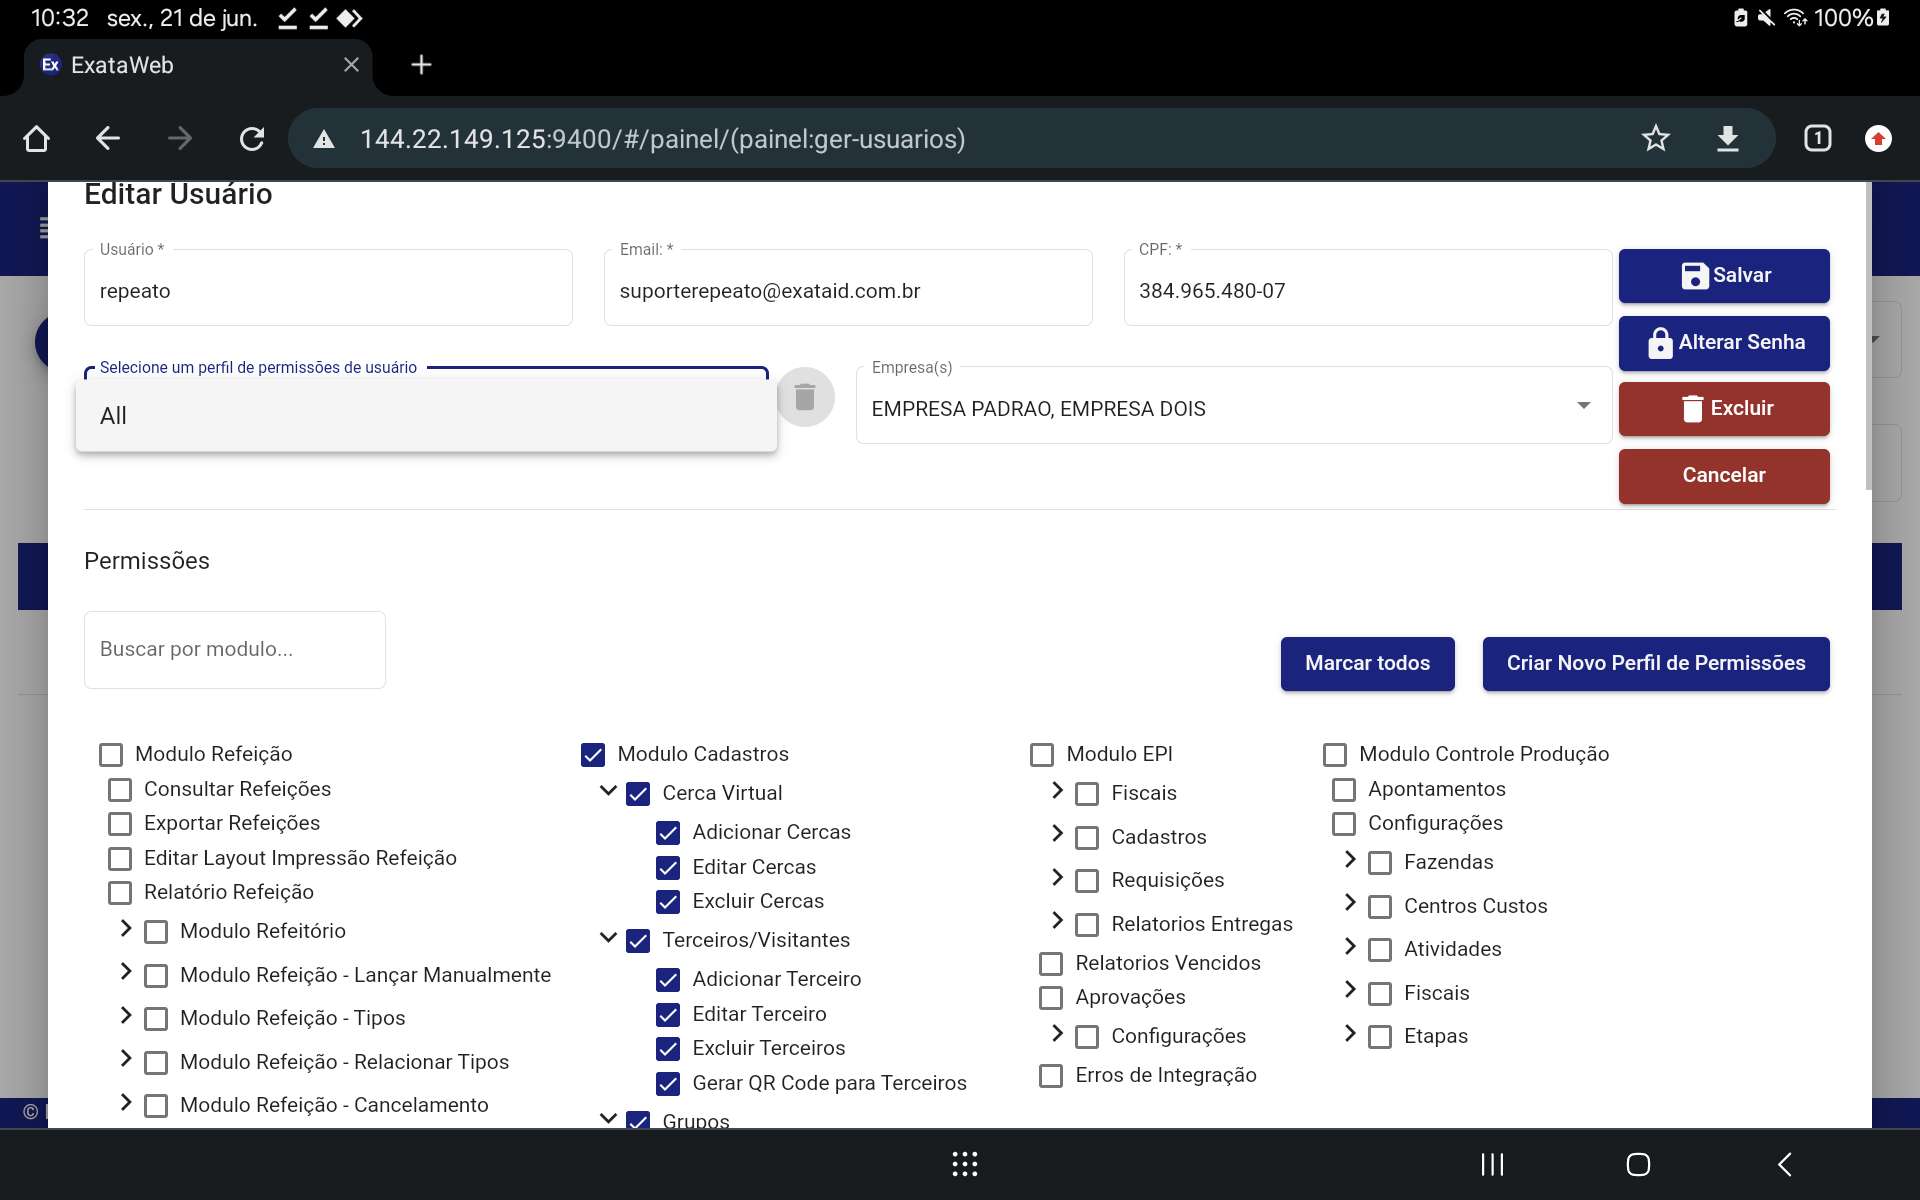 10:32 sex., 21 de jun. 100%
Ex ExataWeb
144.22.149.125:9400/#/painel/(painel:ger-usuarios) 1
Editar Usuário
Usuário * Email: * CPF: *
repeato suporterepeato@exataid.com.br 384.965.480-07 Salvar
Alterar Senha
Selecione um perfil de permissões de usuário Empresa(s)
All EMPRESA PADRAO, EMPRESA DOIS Excluir
Cancelar
Permissões
Buscar por modulo...
Marcar todos Criar Novo Perfil de Permissões
Modulo Refeição Modulo Cadastros Modulo EPI Modulo Controle Produção
Consultar Refeições Cerca Virtual Fiscais Apontamentos
Exportar Refeições Adicionar Cercas Cadastros Configurações
Editar Layout Impressão Refeição Editar Cercas Requisições Fazendas
Relatório Refeição Excluir Cercas Relatorios Entregas Centros Custos
Modulo Refeitório Terceiros/Visitantes Relatorios Vencidos Atividades
Modulo Refeição - Lançar Manualmente Adicionar Terceiro Aprovações Fiscais
Modulo Refeição - Tipos Editar Terceiro Configurações Etapas
Modulo Refeição - Relacionar Tipos Excluir Terceiros Erros de Integração
Modulo Refeição - Cancelamento Gerar QR Code para Terceiros
© Grupos